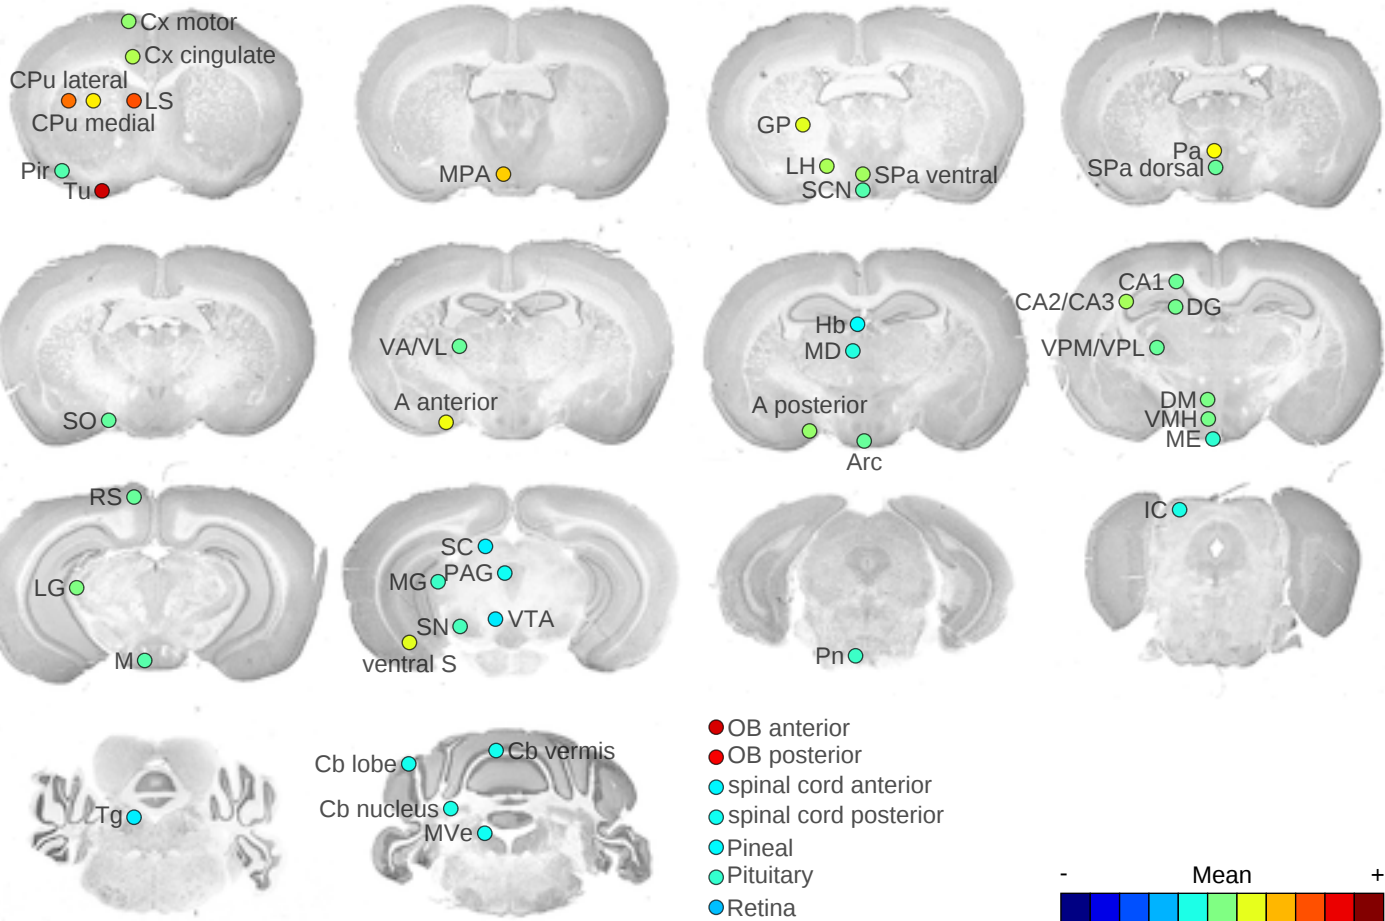 Cx motor
Cx cingulate
CPu lateral
LS
CPu medial
Pir
Tu
MPA
GP
LH
SPa ventral
SCN
Pa
SPa dorsal
SO
VA/VL
A anterior
Hb
MD
A posterior
Arc
CA1
CA2/CA3
DG
VPM/VPL
DM
VMH
ME
RS
LG
M
SC
PAG
MG
VTA
SN
ventral S
Pn
IC
Tg
Cb vermis
Cb lobe
Cb nucleus
MVe
OB anterior
OB posterior
spinal cord anterior
spinal cord posterior
Pineal
Pituitary
Retina
- Mean +